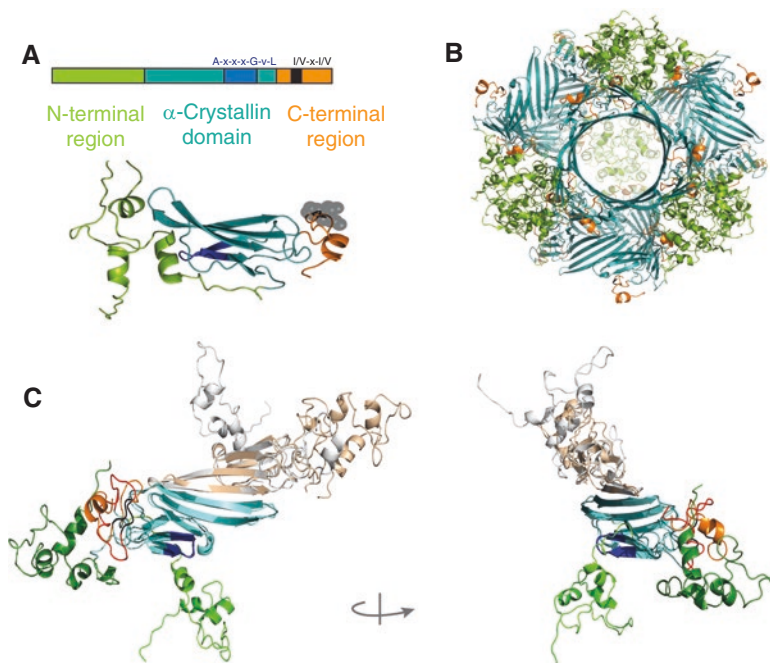 A
A-x-x-x-G-v-L I/V-x-I/V
N-terminal α-Crystallin C-terminal
region domain region
B
C